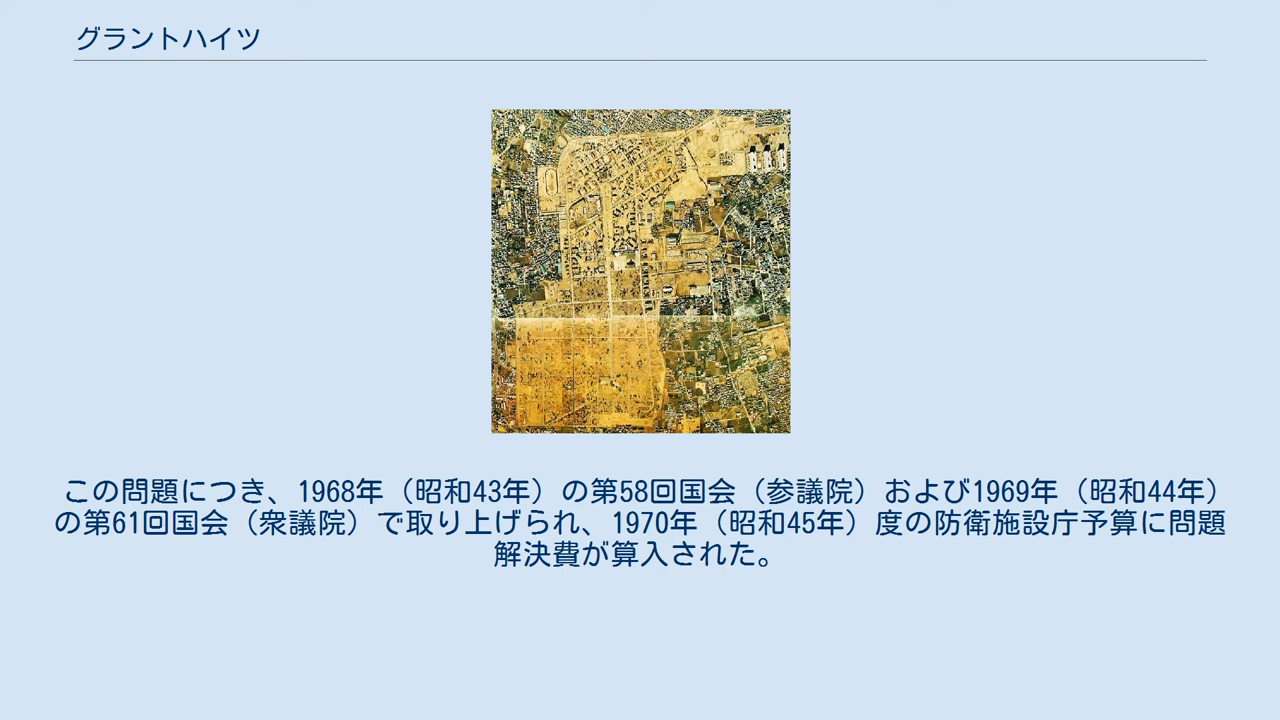 グラントハイツ
この問題につき、1968年（昭和43年）の第58回国会（参議院）および1969年（昭和44年）
の第61回国会（衆議院）で取り上げられ、1970年（昭和45年）度の防衛施設庁予算に問題
解決費が算入された。